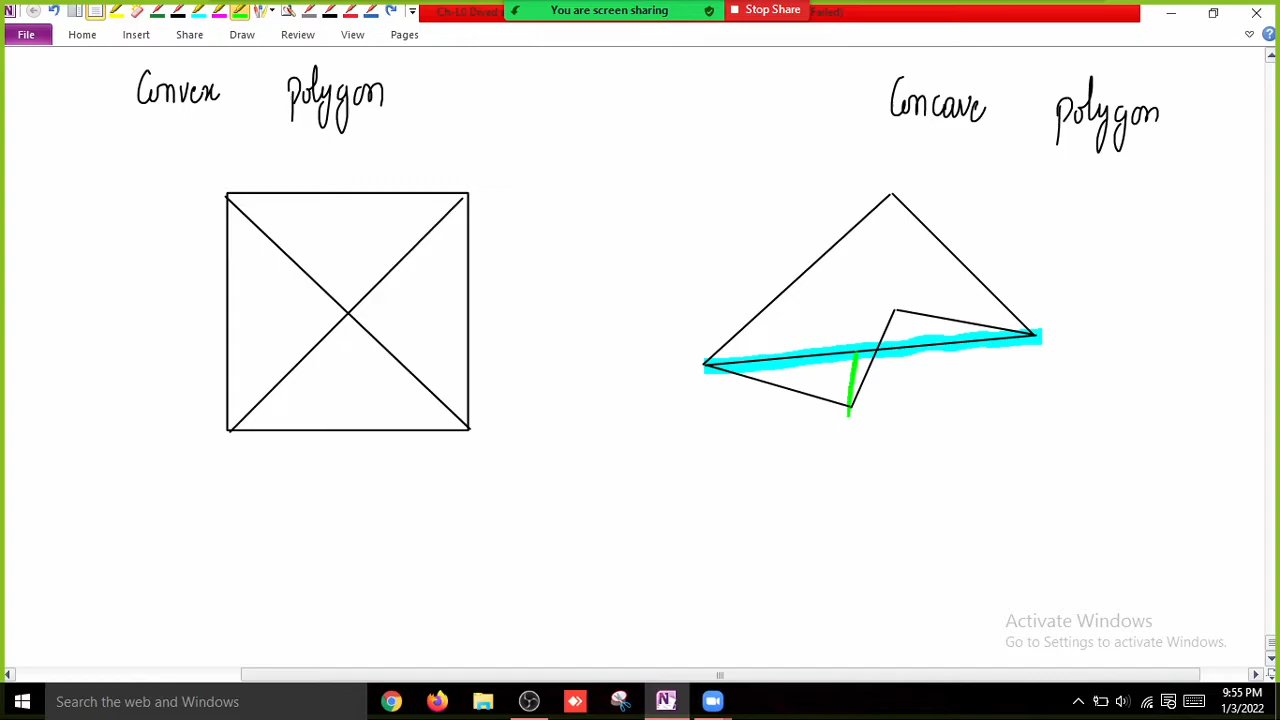 You are screen sharing
Stop Share
File Home Insert Share Draw Review View Pages
Convex Polygon
Concave Polygon
Activate Windows
Go to Settings to activate Windows.
Search the web and Windows
9:55 PM
1/3/2022